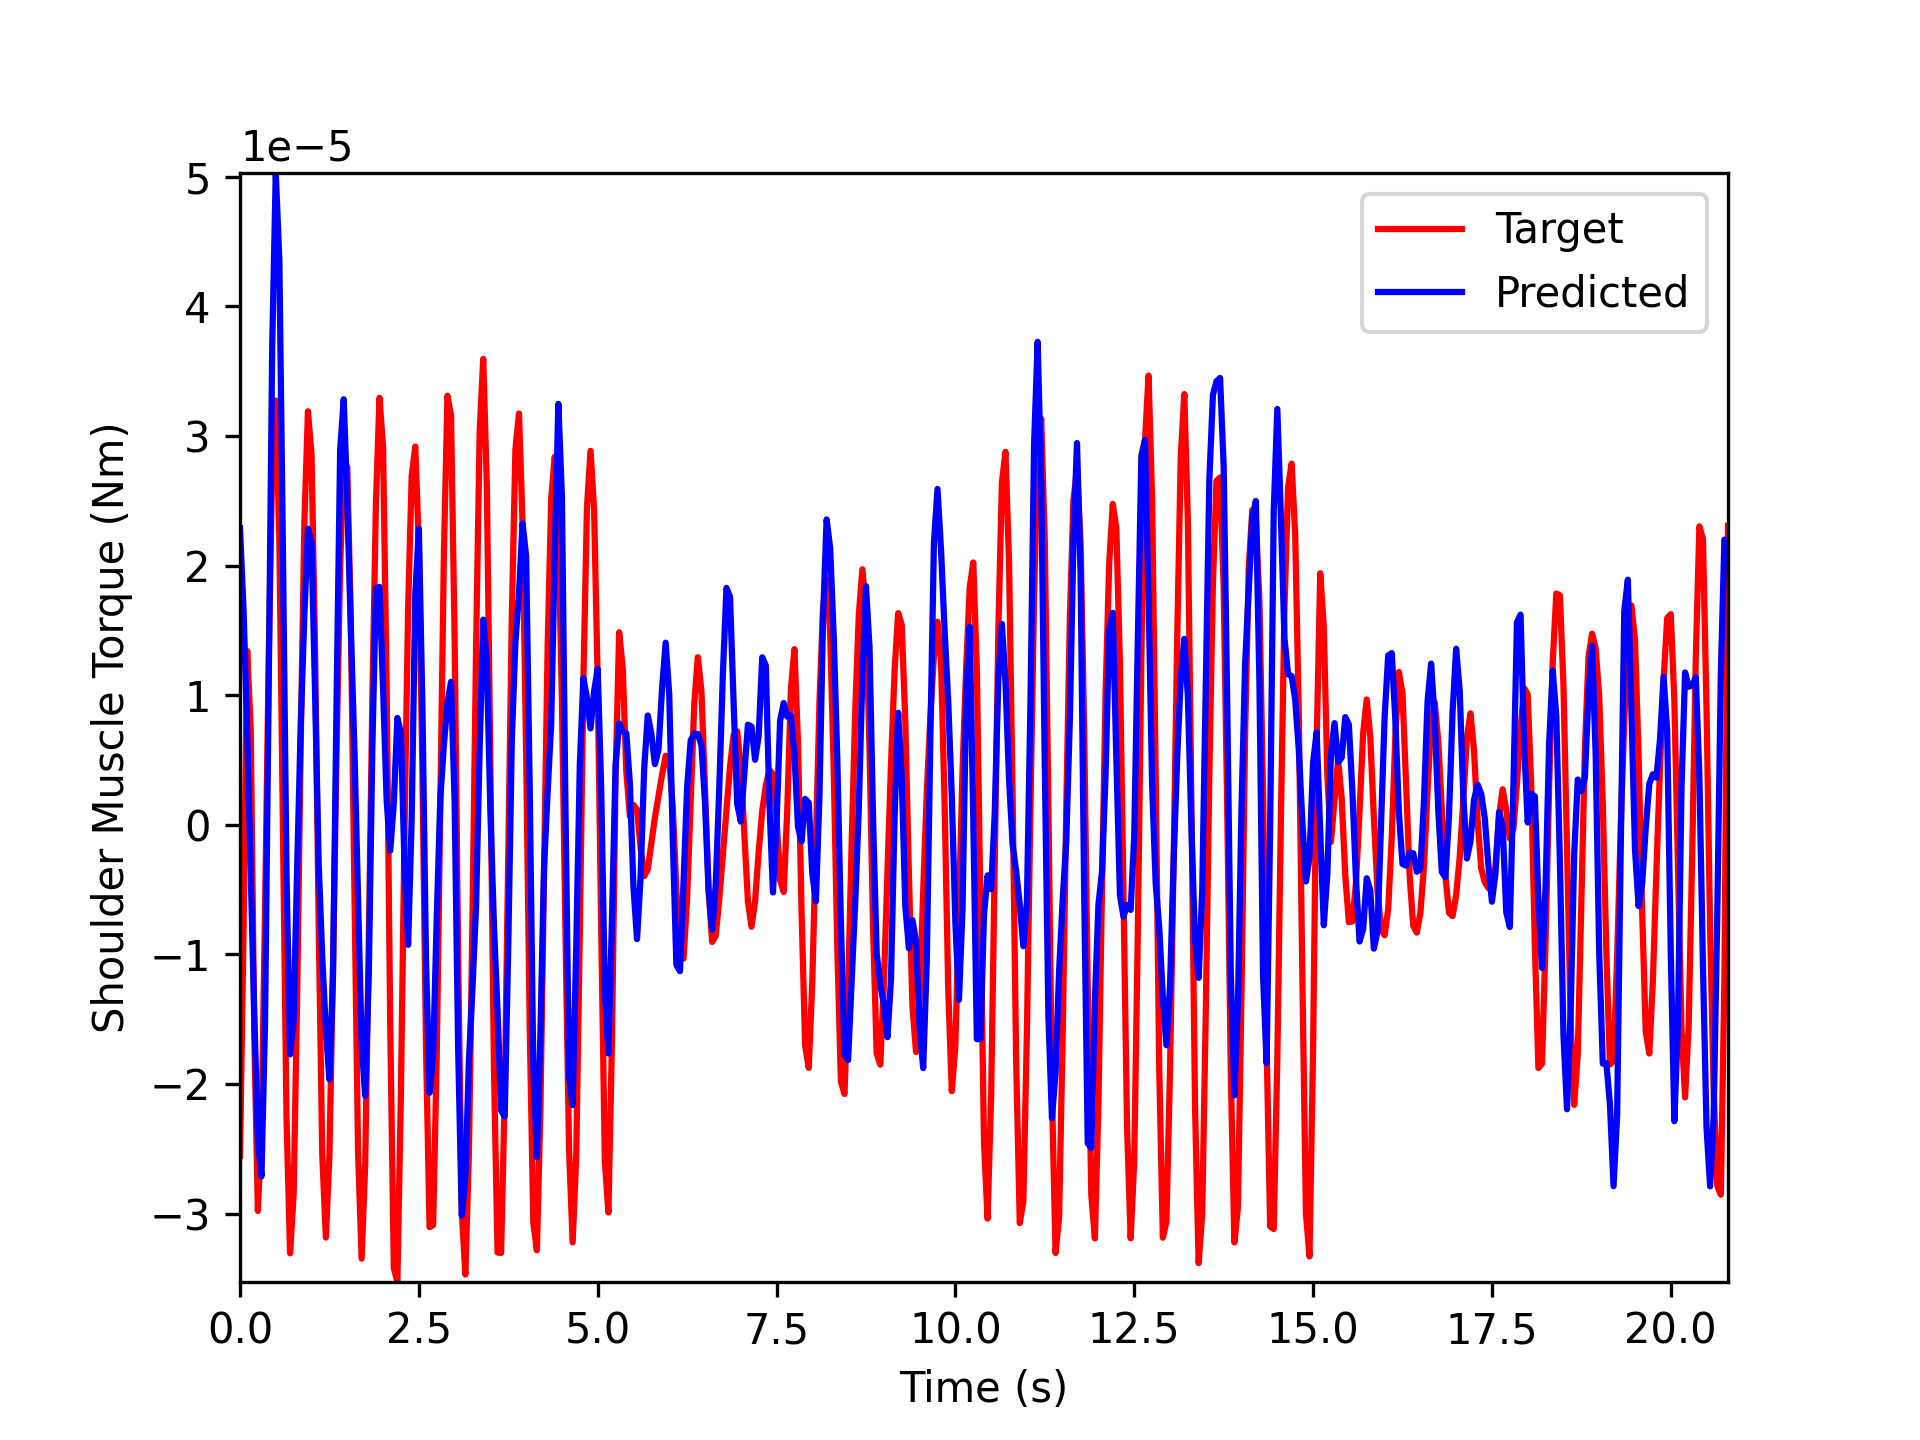 1e−5
5
4
3
2
1
0
−1
−2
−3
Shoulder Muscle Torque (Nm)
Target
Predicted
0.0 2.5 5.0 7.5 10.0 12.5 15.0 17.5 20.0
Time (s)